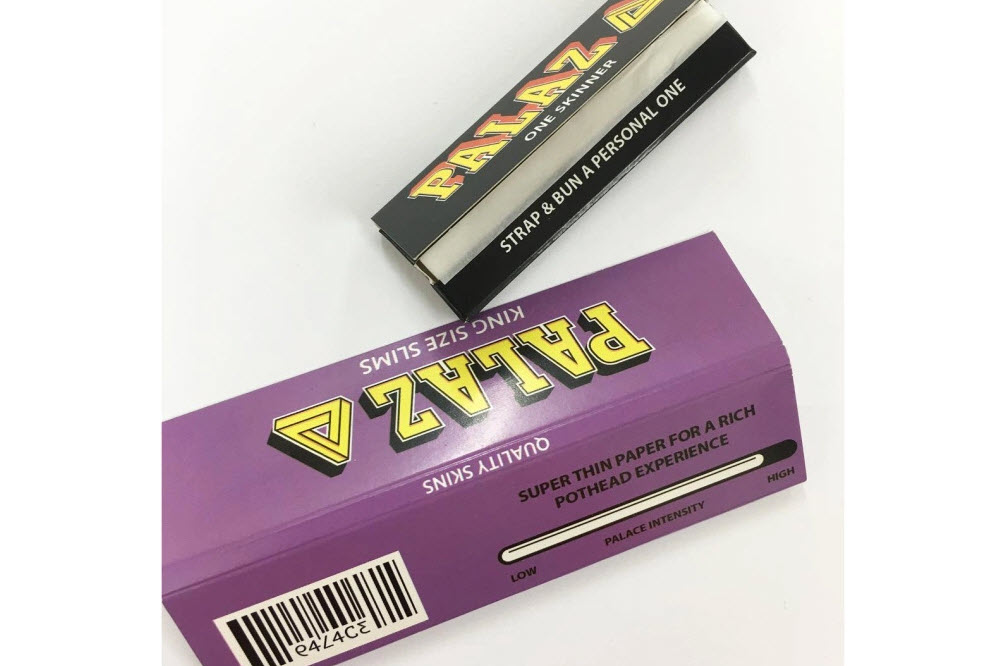 PALAZ
ONE SKINNER
STRAP & BUN A PERSONAL ONE
KING SIZE SLIMS
PALAZ
QUALITY SKINS
SUPER THIN PAPER FOR A RICH
POTHEAD EXPERIENCE
LOW
PALACE INTENSITY
HIGH